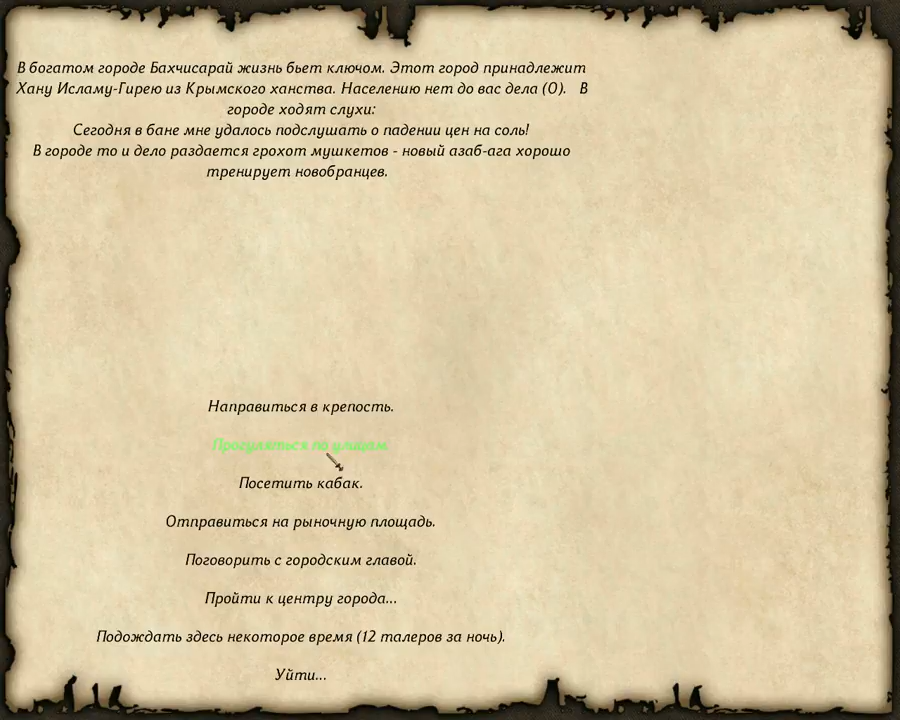 В богатом городе Бахчисарай жизнь бьет ключом. Этот город принадлежит
Хану Исламу-Гирею из Крымского ханства. Населению нет до вас дела (0). В
городе ходят слухи:
Сегодня в бане мне удалось подслушать о падении цен на соль!
В городе то и дело раздается грохот мушкетов - новый азаб-ага хорошо
тренирует новобранцев.
Направиться в крепость.
Прогуляться по улицам.
Посетить кабак.
Отправиться на рыночную площадь.
Поговорить с городским главой.
Пройти к центру города...
Подождать здесь некоторое время (12 талеров за ночь).
Уйти...